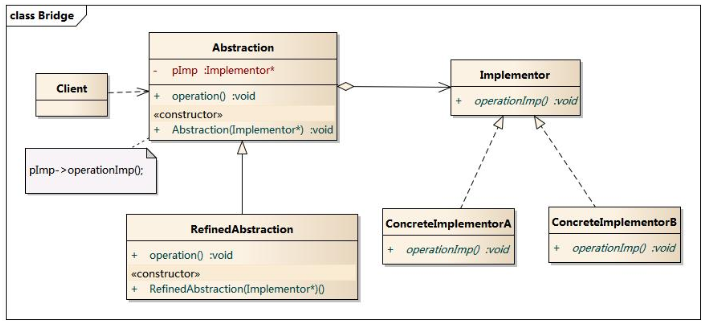 class Bridge
Abstraction
- pImp :Implementor*
+ operation() :void
«constructor»
+ Abstraction(Implementor*) :void
Client
Implementor
+ operationImp() :void
pImp->operationImp();
RefinedAbstraction
+ operation() :void
«constructor»
+ RefinedAbstraction(Implementor*)()
ConcreteImplementorA
+ operationImp() :void
ConcreteImplementorB
+ operationImp() :void